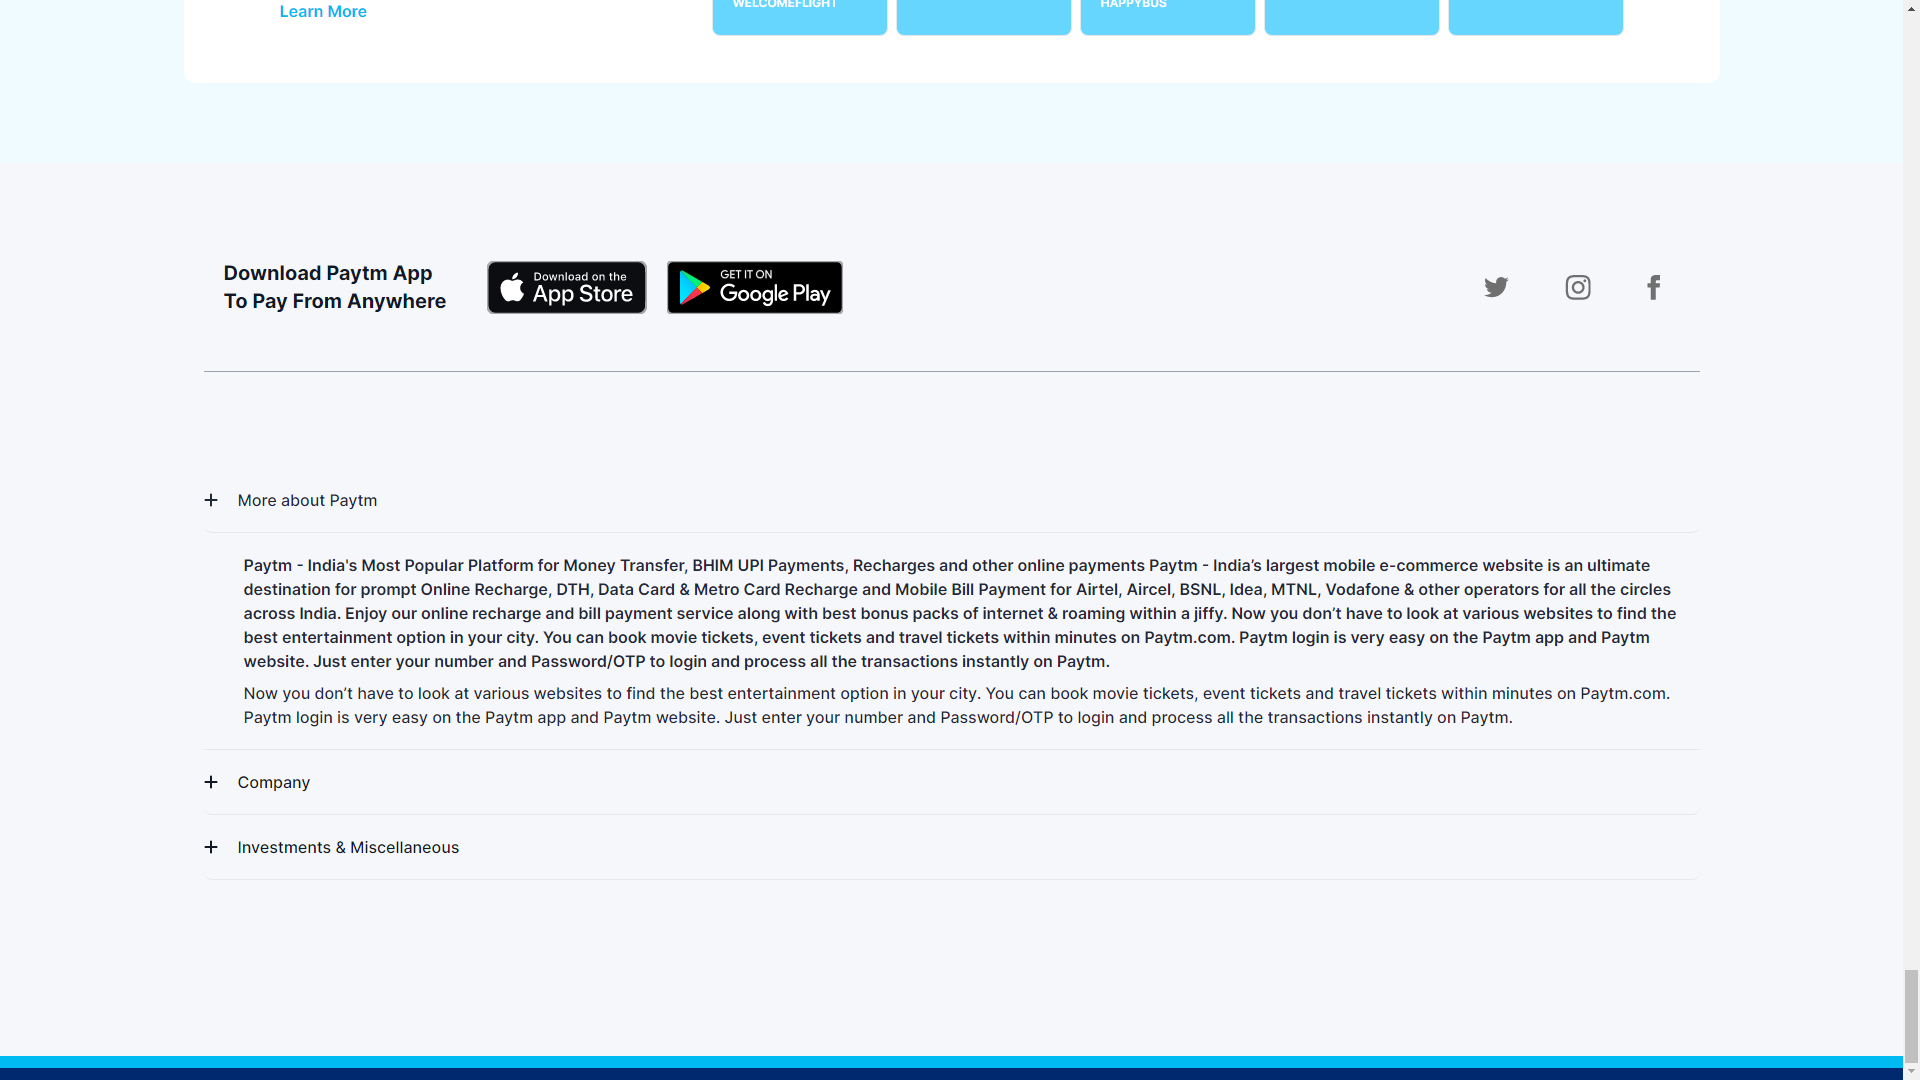 Learn More
WELCOMEFLIGHT
HAPPYBUS
Download Paytm App
To Pay From Anywhere
Download on the
App Store
GET IT ON
Google Play
+ More about Paytm
Paytm - India's Most Popular Platform for Money Transfer, BHIM UPI Payments, Recharges and other online payments Paytm - India’s largest mobile e-commerce website is an ultimate
destination for prompt Online Recharge, DTH, Data Card & Metro Card Recharge and Mobile Bill Payment for Airtel, Aircel, BSNL, Idea, MTNL, Vodafone & other operators for all the circles
across India. Enjoy our online recharge and bill payment service along with best bonus packs of internet & roaming within a jiffy. Now you don’t have to look at various websites to find the
best entertainment option in your city. You can book movie tickets, event tickets and travel tickets within minutes on Paytm.com. Paytm login is very easy on the Paytm app and Paytm
website. Just enter your number and Password/OTP to login and process all the transactions instantly on Paytm.
Now you don’t have to look at various websites to find the best entertainment option in your city. You can book movie tickets, event tickets and travel tickets within minutes on Paytm.com.
Paytm login is very easy on the Paytm app and Paytm website. Just enter your number and Password/OTP to login and process all the transactions instantly on Paytm.
+ Company
+ Investments & Miscellaneous